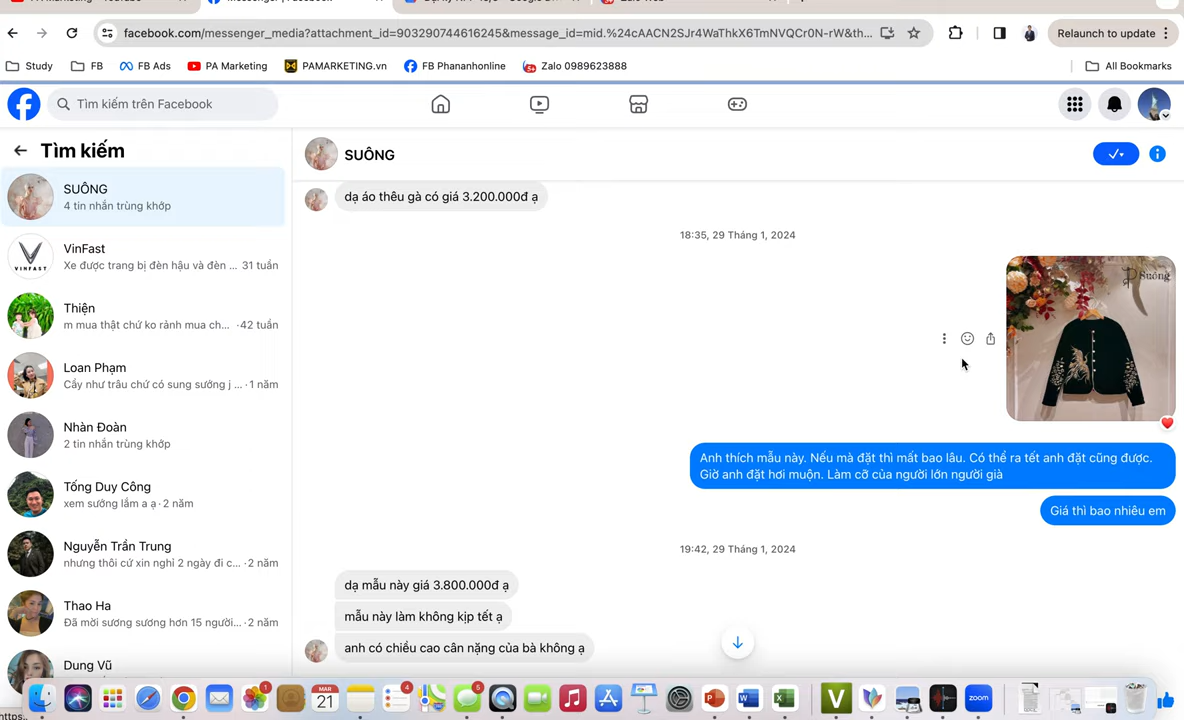 facebook.com/messenger_media?attachment_id=903290744616245&message_id=mid.%24cAACN2SJr4WaThkX6TmNVQCr0N-rW&th...
Relaunch to update
Study
FB
FB Ads
PA Marketing
PAMARKETING.vn
FB Phananhonline
Zalo 0989623888
All Bookmarks
Tìm kiếm trên Facebook
Tìm kiếm
SUÔNG
4 tin nhắn trùng khớp
VinFast
Xe được trang bị đèn hậu và đèn ... 31 tuần
Thiện
m mua thật chứ ko rảnh mua ch... · 42 tuần
Loan Phạm
Cấy như trâu chứ có sung sướng j ... · 1 năm
Nhàn Đoàn
2 tin nhắn trùng khớp
Tống Duy Công
xem sướng lắm a ạ · 2 năm
Nguyễn Trần Trung
nhưng thôi cứ xin nghỉ 2 ngày đi c... · 2 năm
Thao Ha
Đã mời sương sương hơn 15 người... · 2 năm
Dung Vũ
SUÔNG
dạ áo thêu gà có giá 3.200.000đ ạ
18:35, 29 Tháng 1, 2024
Suông
Anh thích mẫu này. Nếu mà đặt thì mất bao lâu. Có thể ra tết anh đặt cũng được.
Giờ anh đặt hơi muộn. Làm cỡ của người lớn người già
Giá thì bao nhiêu em
19:42, 29 Tháng 1, 2024
dạ mẫu này giá 3.800.000đ ạ
mẫu này làm không kịp tết ạ
anh có chiều cao cân nặng của bà không ạ
1
MAR
21
4
5
zoom
https...